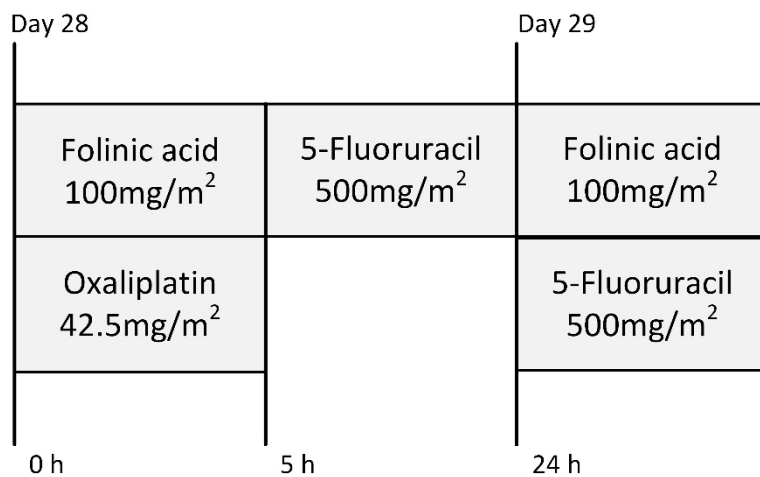 Day 28
Day 29
Folinic acid
100mg/m²
5-Fluoruracil
500mg/m²
Folinic acid
100mg/m²
Oxaliplatin
42.5mg/m²
5-Fluoruracil
500mg/m²
0 h
5 h
24 h